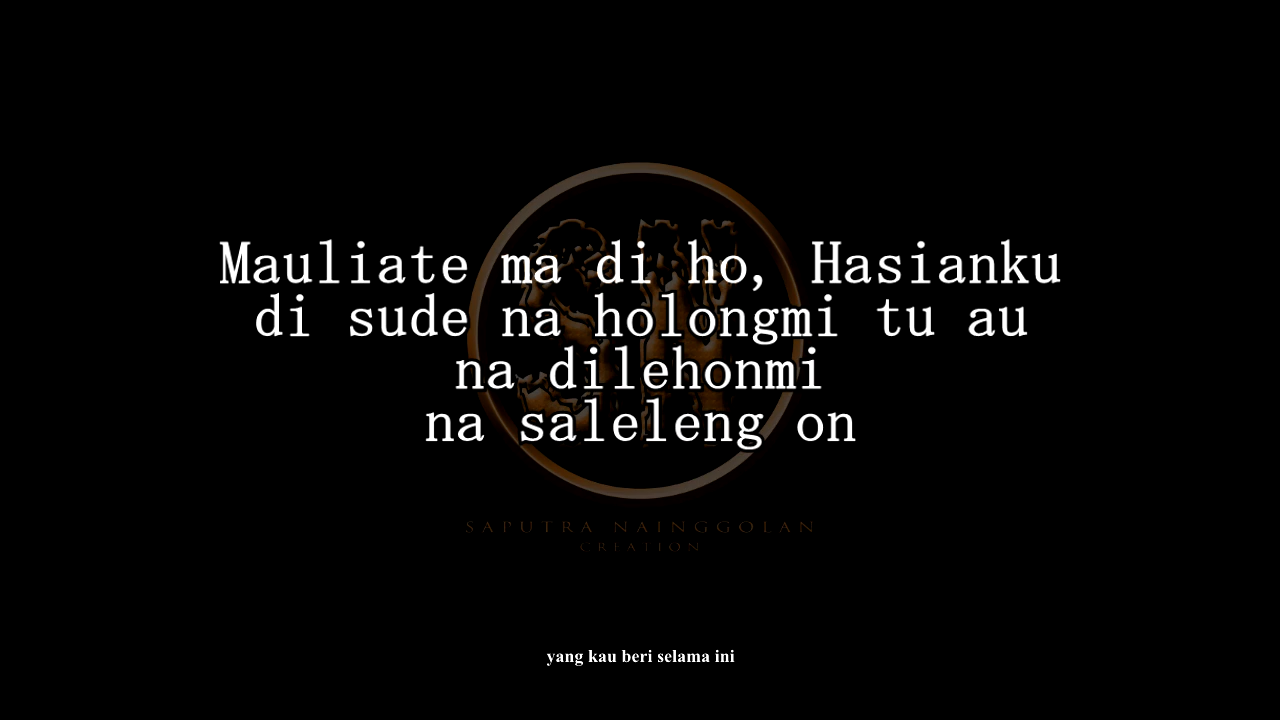 Mauliate ma di ho, Hasianku
di sude na holongmi tu au
na dilehonmi
na saleleng on
SAPUTRA NAINGGOLAN
CREATION
yang kau beri selama ini